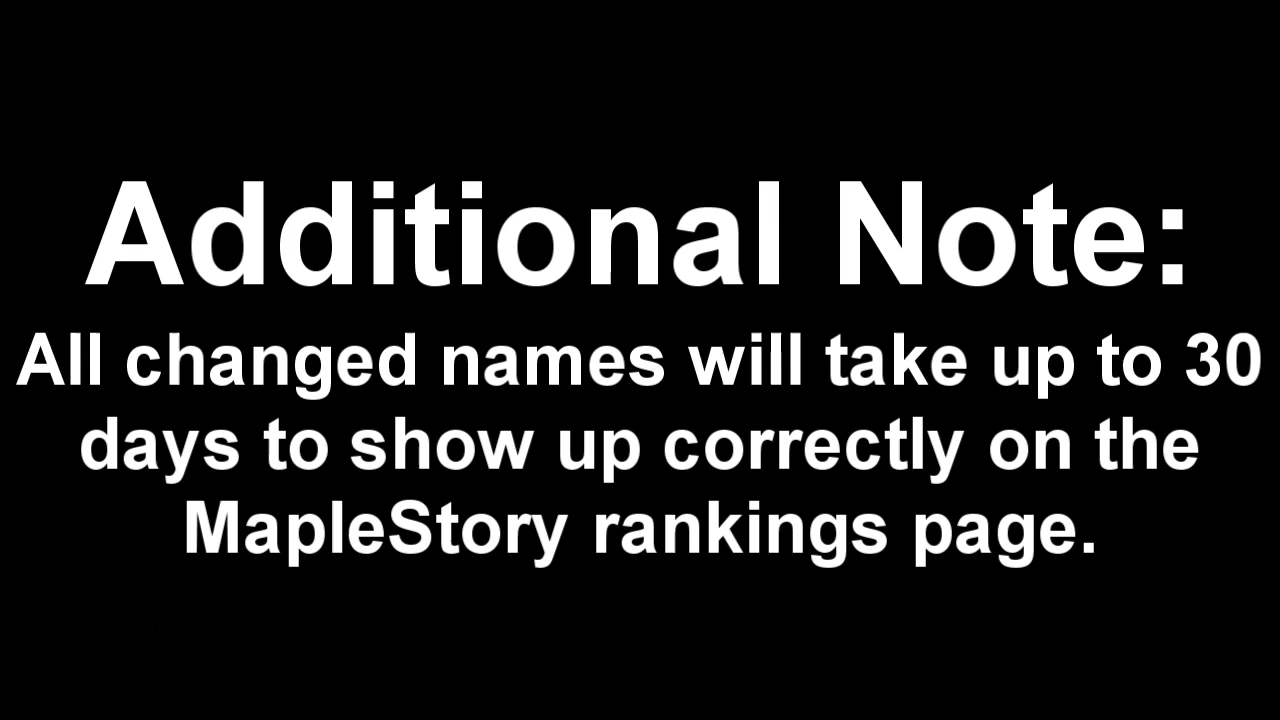 Additional Note:
All changed names will take up to 30
days to show up correctly on the
MapleStory rankings page.